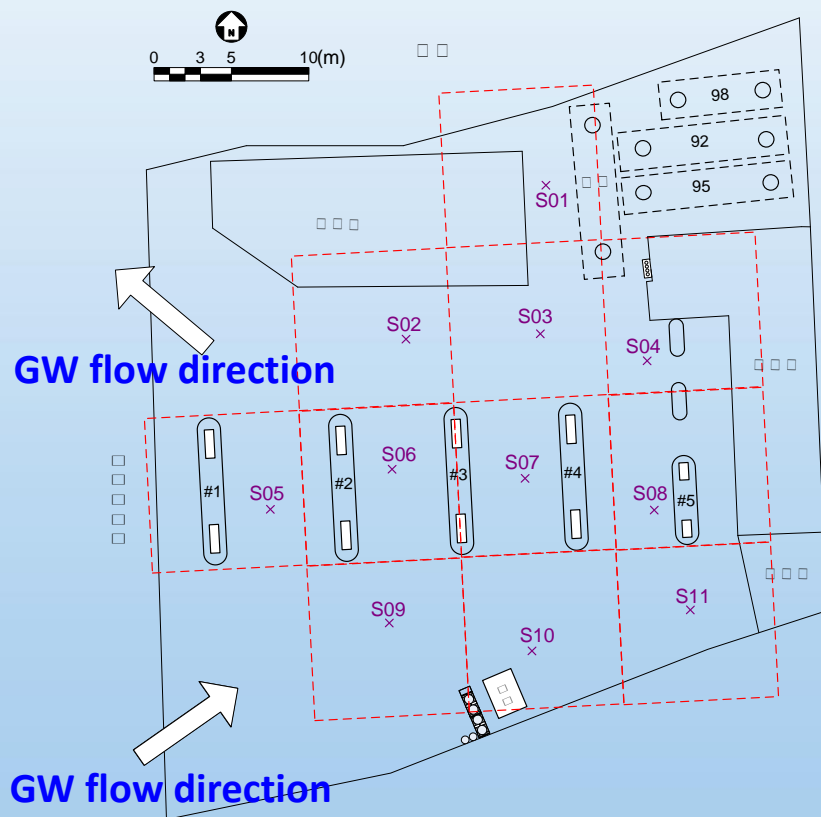 N
0 3 5 10(m)
98
92
95
S01
S02
S03
S04
GW flow direction
S05
S06
S07
S08
#1
#2
#3
#4
#5
S09
S10
S11
GW flow direction